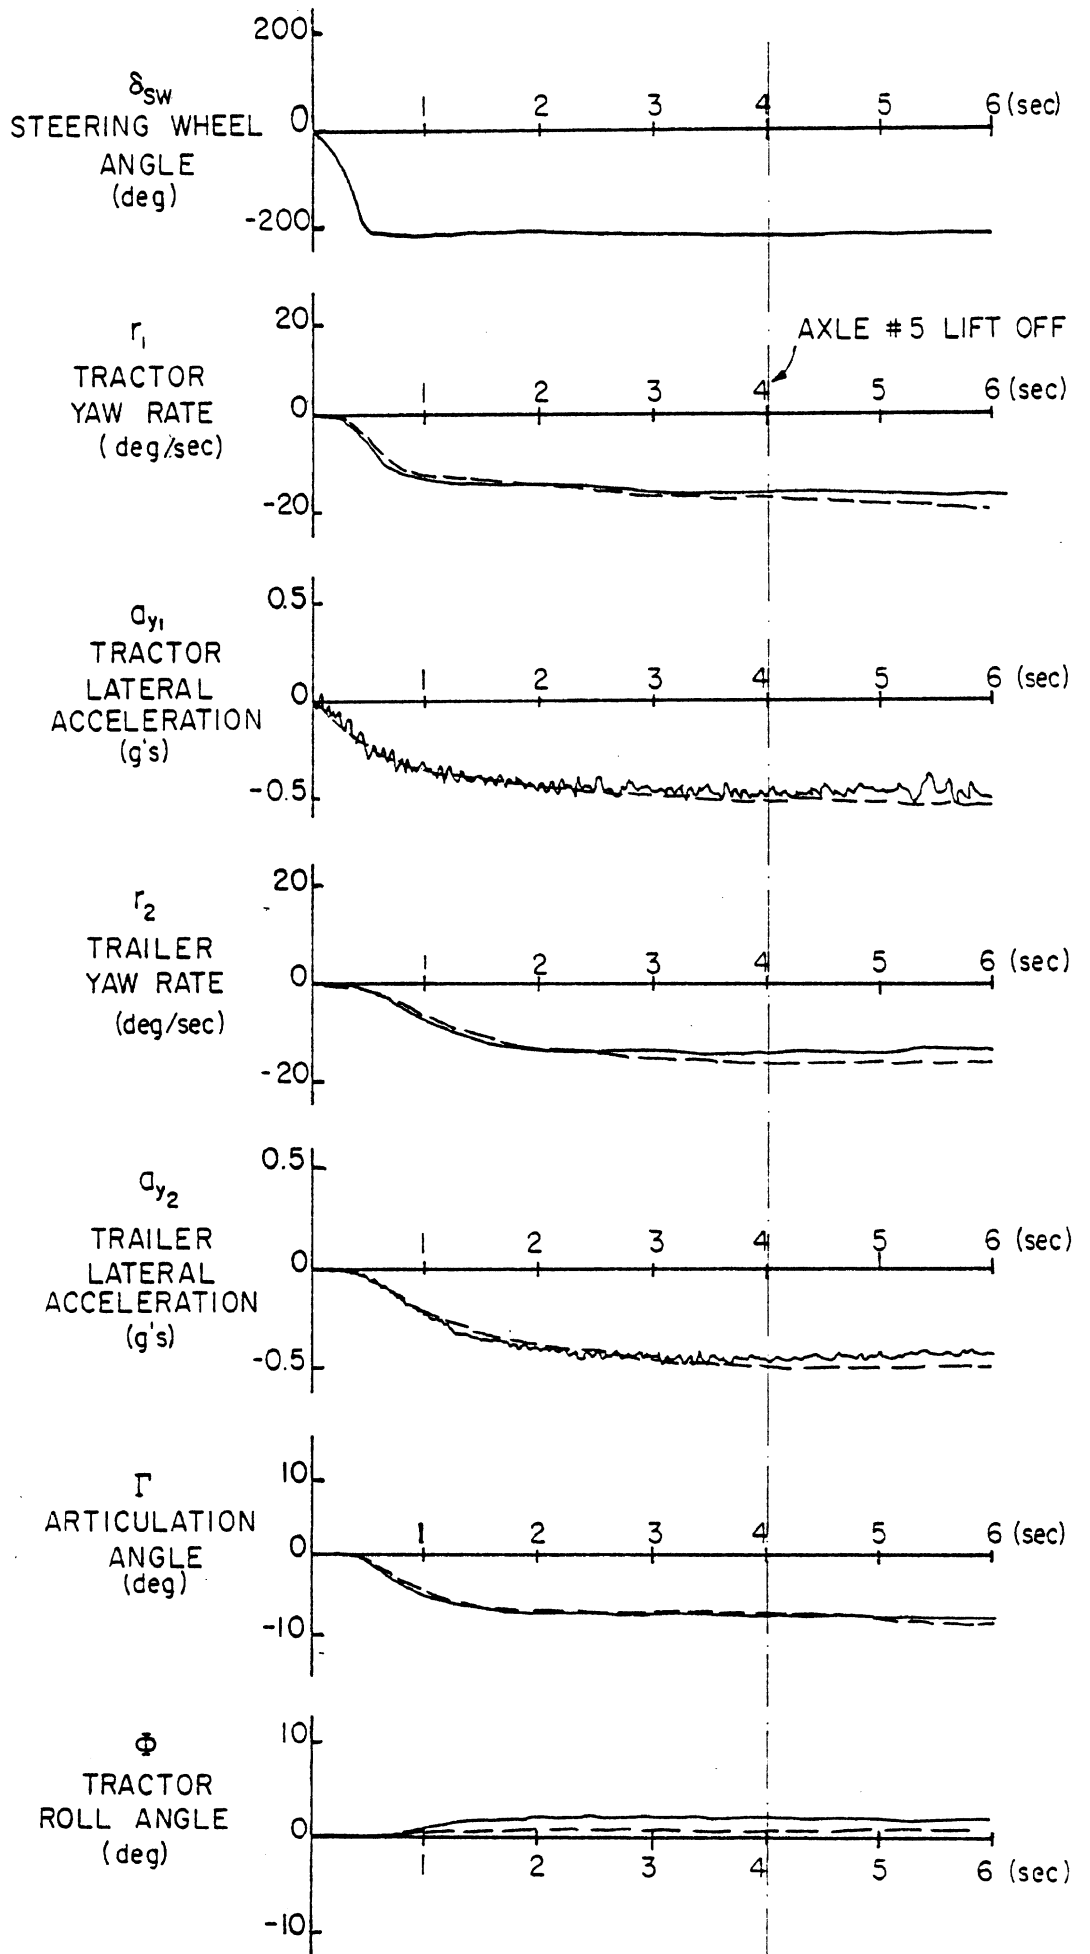 200
δSW
STEERING WHEEL
ANGLE
(deg)
0
1 2 3 4 5 6 (sec)
-200
r1
TRACTOR
YAW RATE
(deg/sec)
20
AXLE #5 LIFT OFF
0
1 2 3 4 5 6 (sec)
-20
ay1
TRACTOR
LATERAL
ACCELERATION
(g's)
0.5
0
1 2 3 4 5 6 (sec)
-0.5
r2
TRAILER
YAW RATE
(deg/sec)
20
0
1 2 3 4 5 6 (sec)
-20
ay2
TRAILER
LATERAL
ACCELERATION
(g's)
0.5
0
1 2 3 4 5 6 (sec)
-0.5
Γ
ARTICULATION
ANGLE
(deg)
10
0
1 2 3 4 5 6 (sec)
-10
Φ
TRACTOR
ROLL ANGLE
(deg)
10
0
1 2 3 4 5 6 (sec)
-10